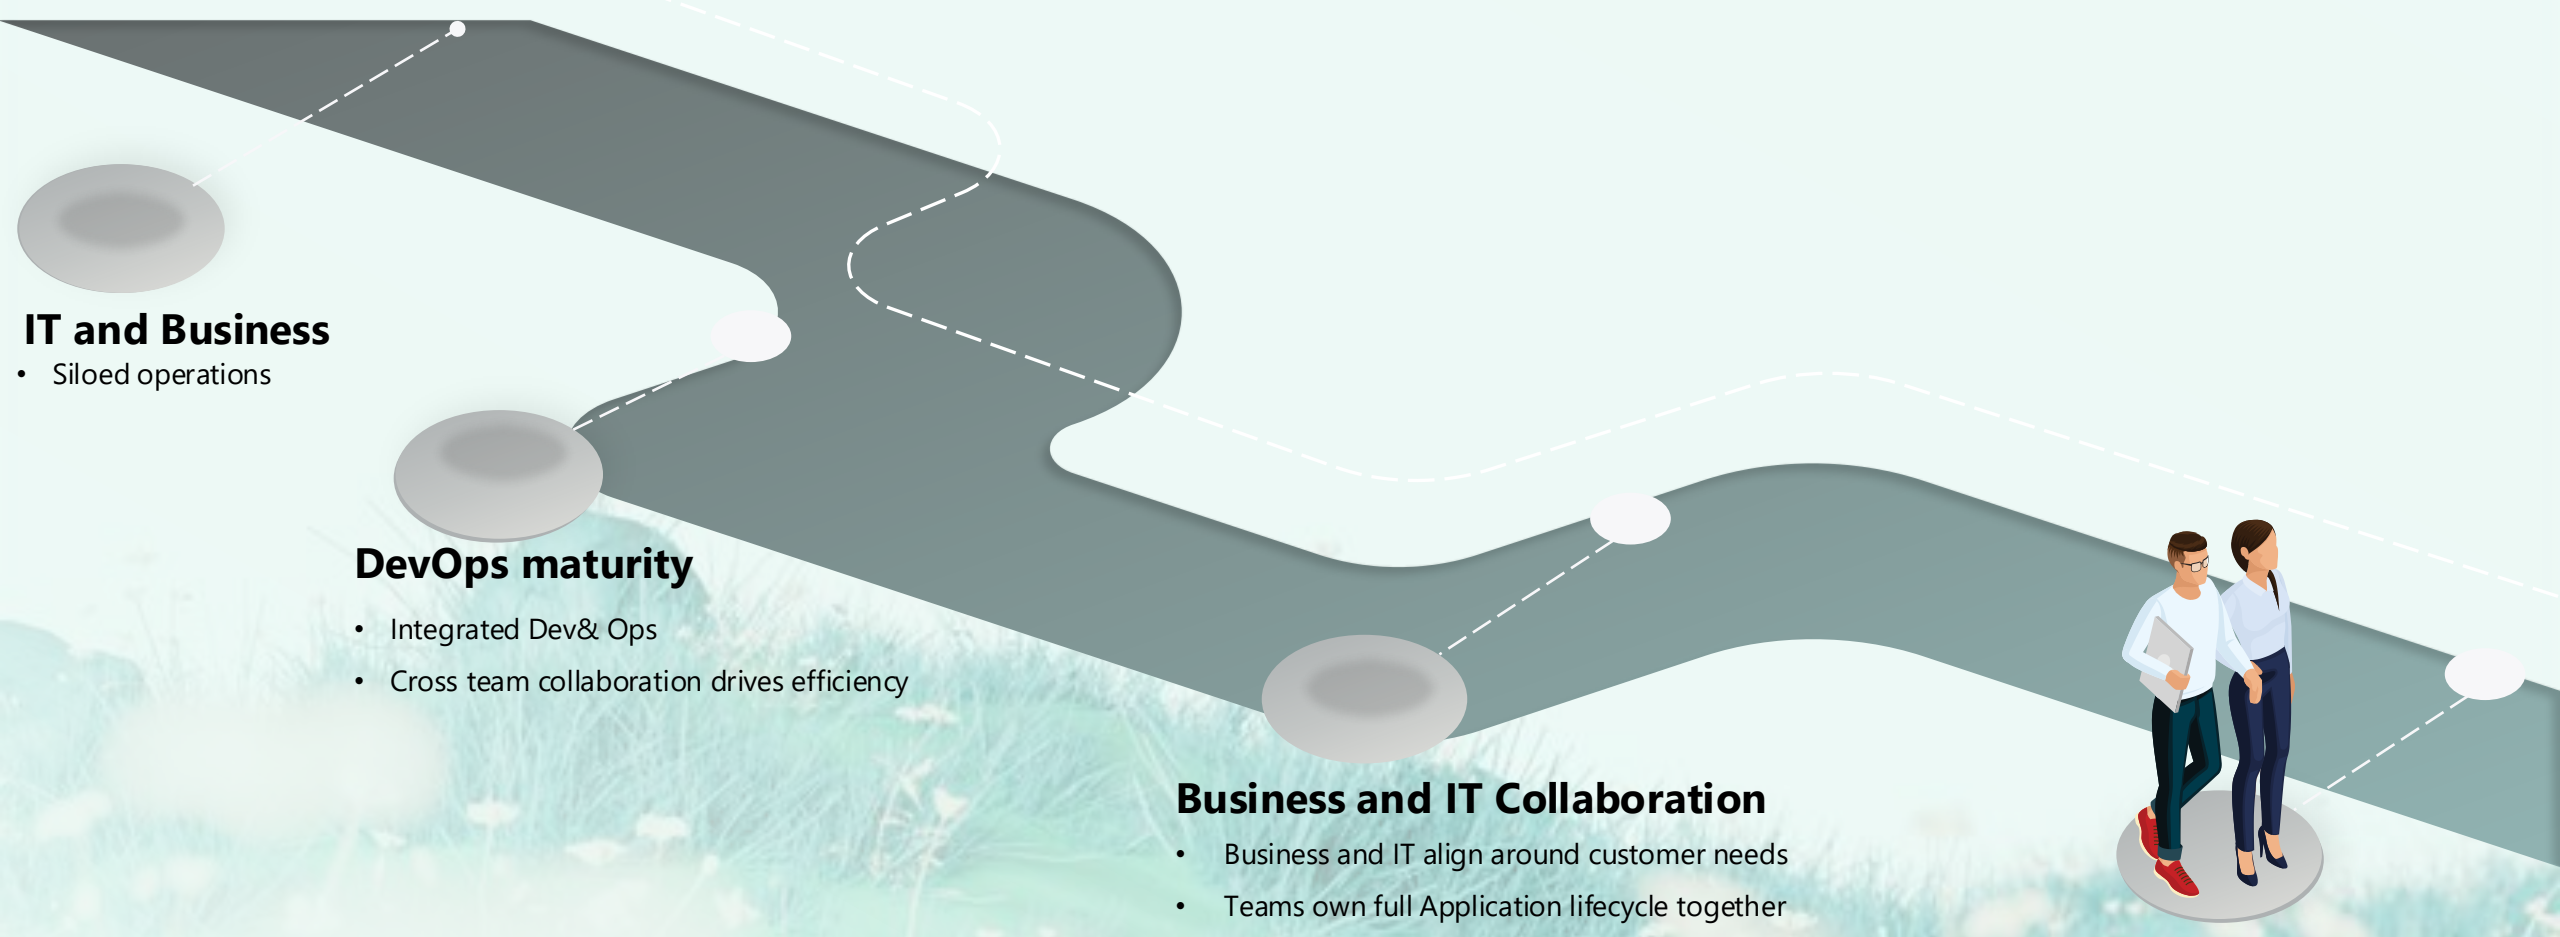 IT and Business
• Siloed operations
DevOps maturity
• Integrated Dev& Ops
• Cross team collaboration drives efficiency
Business and IT Collaboration
• Business and IT align around customer needs
• Teams own full Application lifecycle together